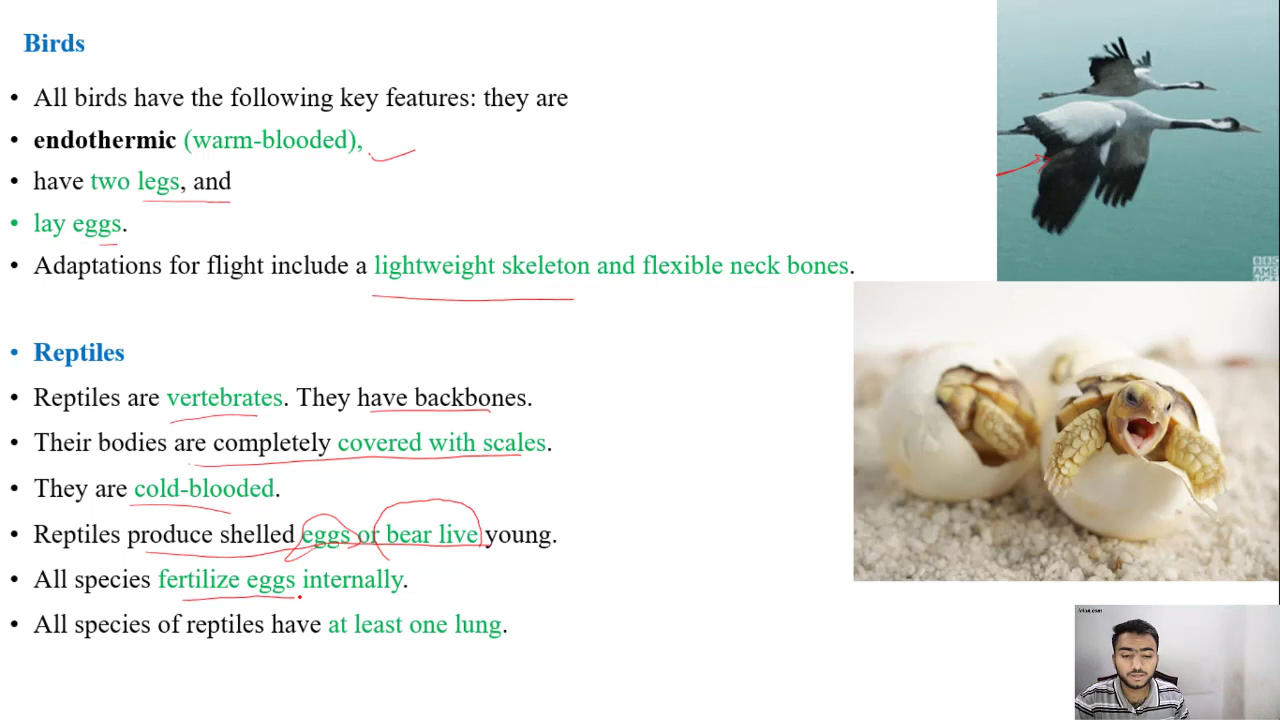 Birds
• All birds have the following key features: they are
• endothermic (warm-blooded),
• have two legs, and
• lay eggs.
• Adaptations for flight include a lightweight skeleton and flexible neck bones.
• Reptiles
• Reptiles are vertebrates. They have backbones.
• Their bodies are completely covered with scales.
• They are cold-blooded.
• Reptiles produce shelled eggs or bear live young.
• All species fertilize eggs internally.
• All species of reptiles have at least one lung.